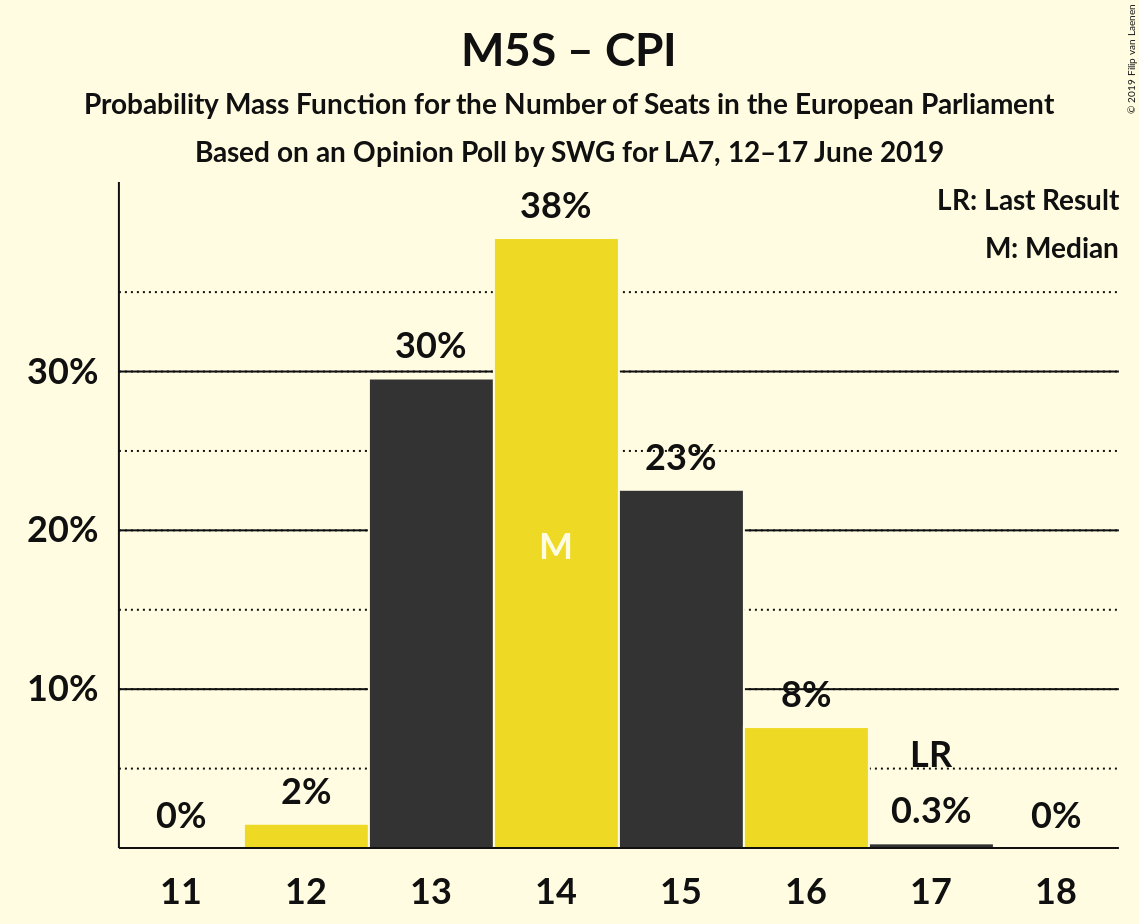 M5S – CPI
Probability Mass Function for the Number of Seats in the European Parliament
Based on an Opinion Poll by SWG for LA7, 12–17 June 2019
© 2019 Filip van Laenen
LR: Last Result
M: Median
38%
30%
30%
23%
20%
M
10%
8%
LR
0%
2%
0.3%
0%
11 12 13 14 15 16 17 18